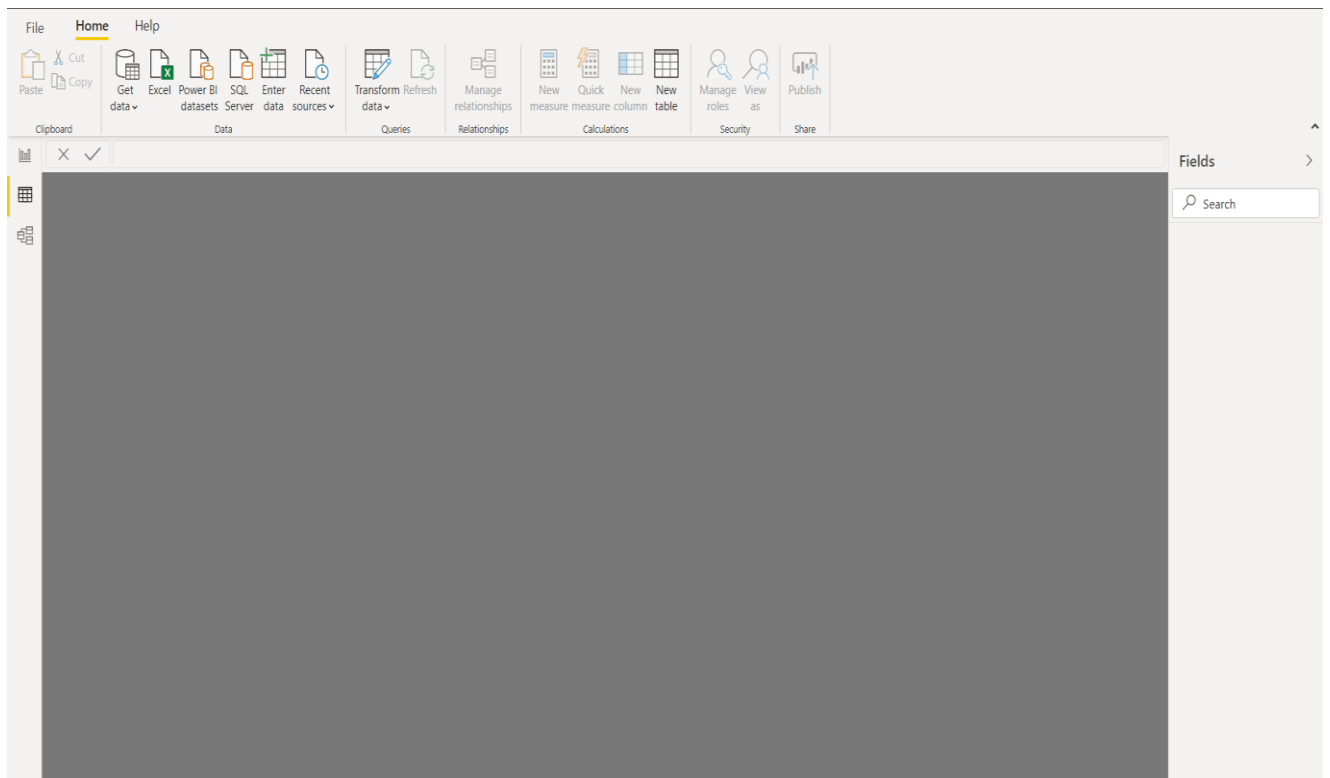 File Home Help
Cut
Copy
Paste
Clipboard
Get data
Excel
Power BI datasets
SQL Server
Enter data
Recent sources
Data
Transform data
Refresh
Queries
Manage relationships
Relationships
New measure
Quick measure
New column
New table
Calculations
Manage roles
View as
Security
Publish
Share
Fields
Search